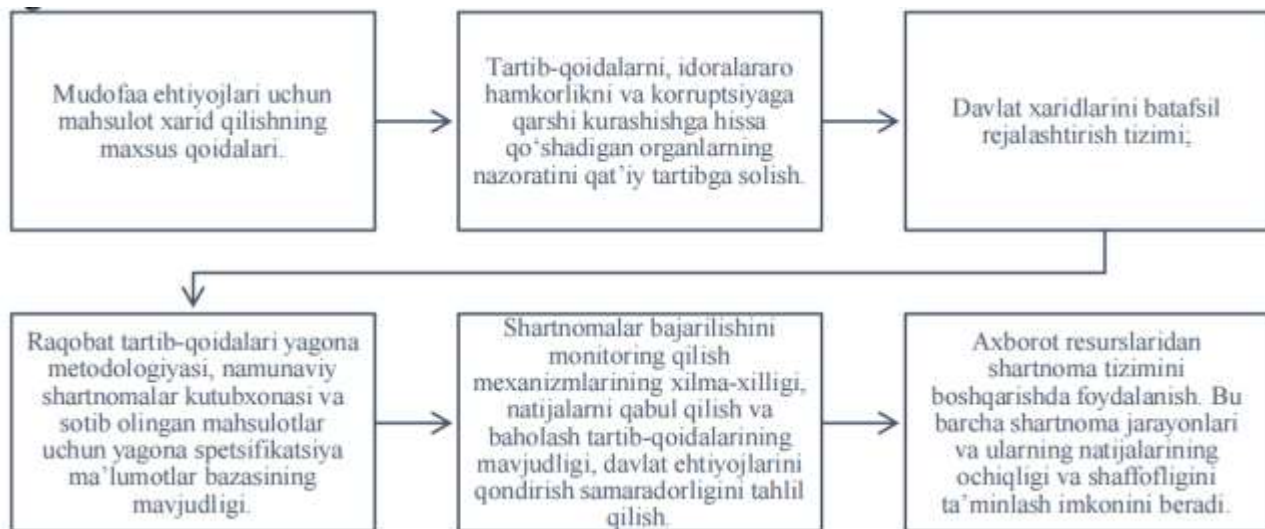 Mudofaa ehtiyojlari uchun
mahsulot xarid qilishning
maxsus qoidalari.
Tartib-qoidalarni, idoralararo
hamkorlikni va korruptsiyaga
qarshi kurashishga hissa
qo‘shadigan organlarning
nazoratini qat’iy tartibga solish.
Davlat xaridlarini batafsil
rejalashtirish tizimi;
Raqobat tartib-qoidalari yagona
metodologiyasi, namunaviy
shartnomalar kutubxonasi va
sotib olingan mahsulotlar
uchun yagona spetsifikatsiya
ma’lumotlar bazasining
mavjudligi.
Shartnomalar bajarilishini
monitoring qilish
mexanizmlarining xilma-xilligi,
natijalarni qabul qilish va
baholash tartib-qoidalarining
mavjudligi, davlat ehtiyojlarini
qondirish samaradorligini tahlil
qilish.
Axborot resurslaridan
shartnoma tizimini
boshqarishda foydalanish. Bu
barcha shartnoma jarayonlari
va ularning natijalarining
ochiqligi va shaffofligini
ta’minlash imkonini beradi.